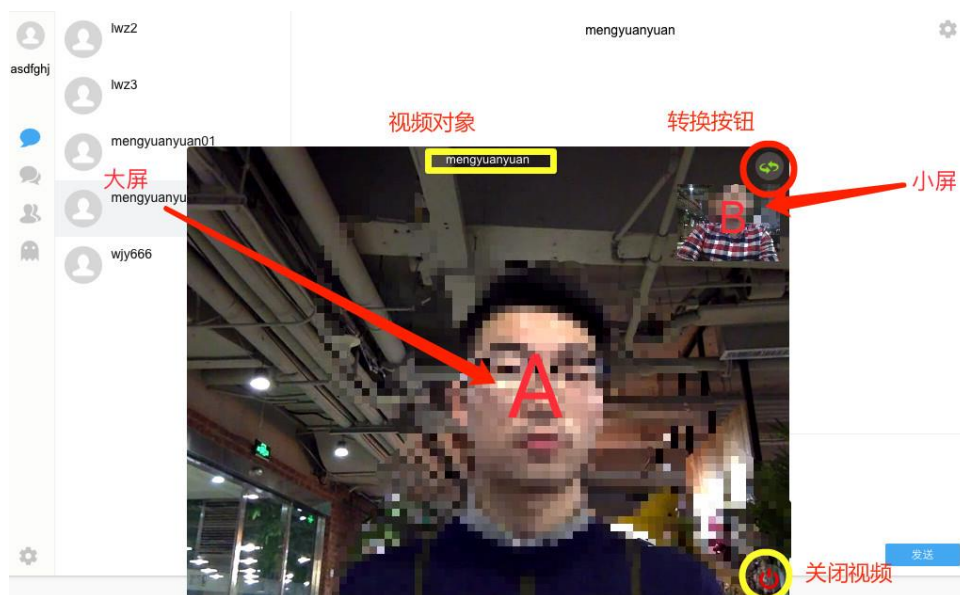 lwz2
mengyuanyuan
asdfghj
lwz3
视频对象
转换按钮
mengyuanyuan01
mengyuanyuan
大屏
mengyuanyu
小屏
B
wjy666
A
发送
关闭视频